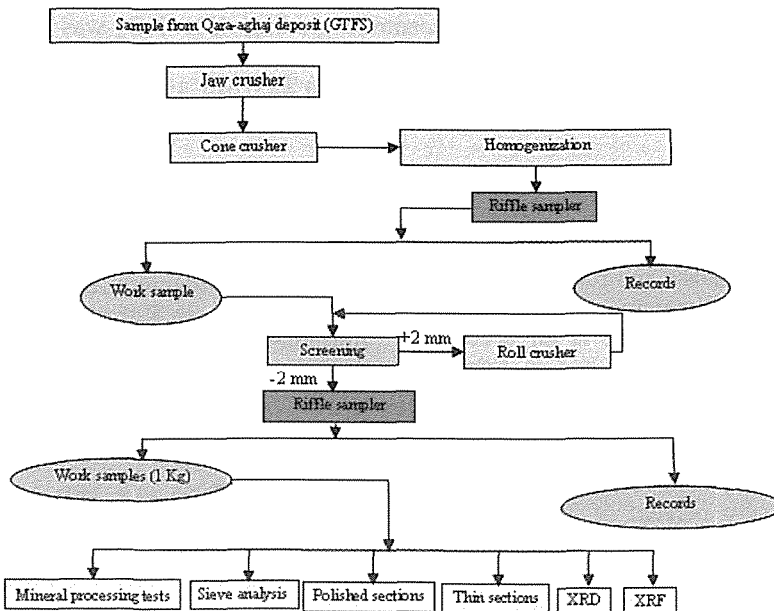 Sample from Qara-aghaj deposit (GTFS)
Jaw crusher
Cone crusher
Homogenization
Riffle sampler
Work sample
Records
Screening
+2 mm
Roll crusher
-2 mm
Riffle sampler
Work samples (1 Kg)
Records
Mineral processing tests
Sieve analysis
Polished sections
Thin sections
XRD
XRF